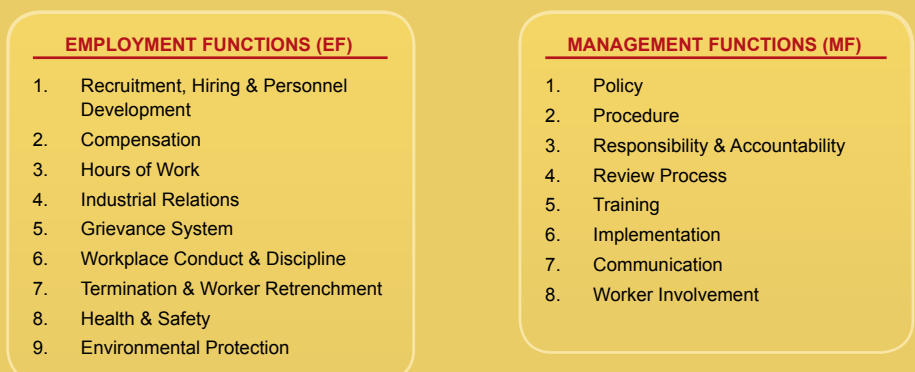 EMPLOYMENT FUNCTIONS (EF)
1. Recruitment, Hiring & Personnel
Development
2. Compensation
3. Hours of Work
4. Industrial Relations
5. Grievance System
6. Workplace Conduct & Discipline
7. Termination & Worker Retrenchment
8. Health & Safety
9. Environmental Protection
MANAGEMENT FUNCTIONS (MF)
1. Policy
2. Procedure
3. Responsibility & Accountability
4. Review Process
5. Training
6. Implementation
7. Communication
8. Worker Involvement